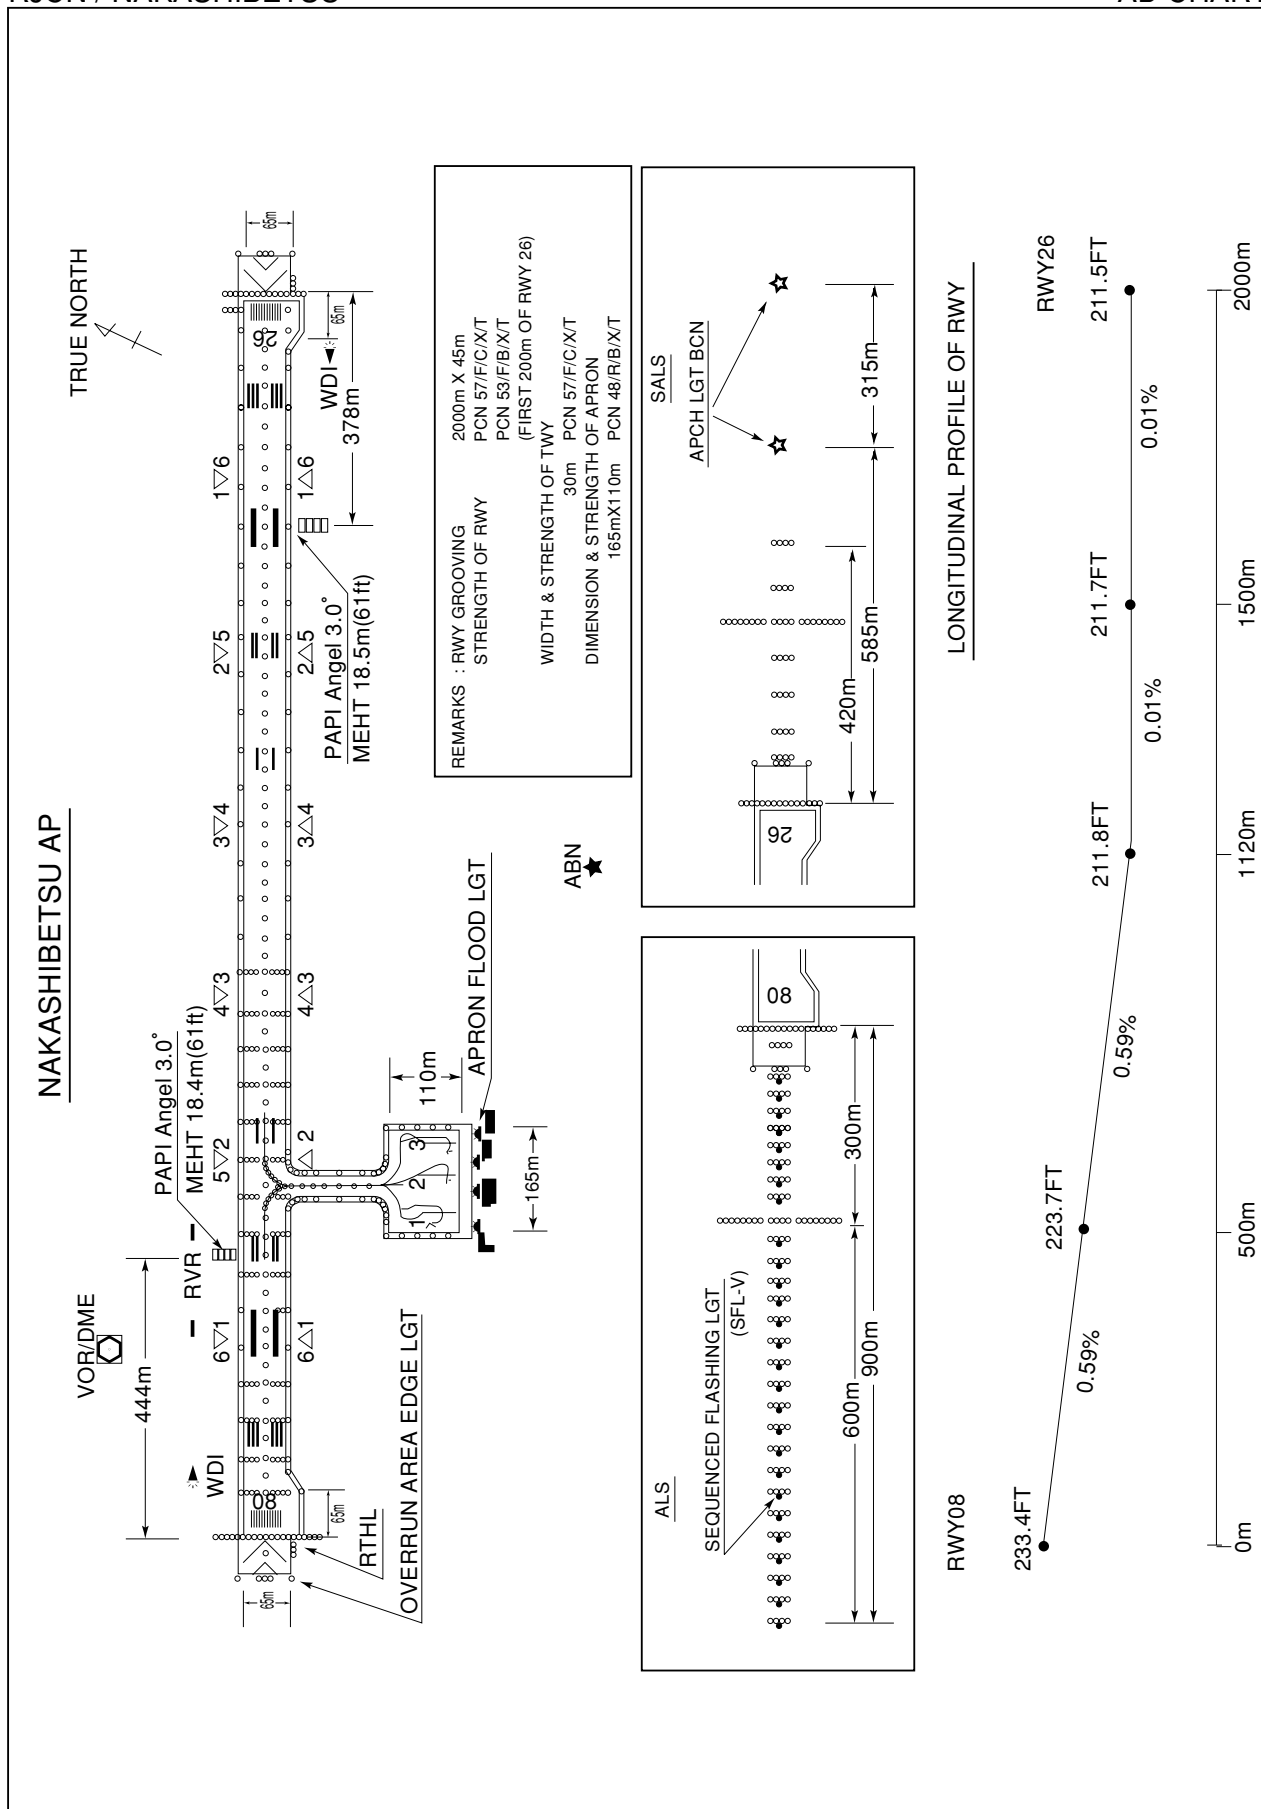 RJCN / NAKASHIBETSU
AD CHART
NAKASHIBETSU AP
TRUE NORTH
VOR/DME
444m
RVR
PAPI Angel 3.0°
MEHT 18.4m(61ft)
WDI
6▽1
5▽2
4▽3
3▽4
2▽5
1▽6
65m
08
26
65m
6△1
△2
4△3
3△4
2△5
1△6
65m
65m
WDI
378m
RTHL
OVERRUN AREA EDGE LGT
PAPI Angel 3.0°
MEHT 18.5m(61ft)
1
2
3
110m
165m
APRON FLOOD LGT
ABN
REMARKS : RWY GROOVING 2000m X 45m
STRENGTH OF RWY PCN 57/F/C/X/T
PCN 53/F/B/X/T
(FIRST 200m OF RWY 26)
WIDTH & STRENGTH OF TWY
30m PCN 57/F/C/X/T
DIMENSION & STRENGTH OF APRON
165mX110m PCN 48/R/B/X/T
ALS
SEQUENCED FLASHING LGT
(SFL-V)
08
600m
300m
900m
SALS
APCH LGT BCN
26
420m
585m
315m
LONGITUDINAL PROFILE OF RWY
RWY08
RWY26
233.4FT
223.7FT
211.8FT
211.7FT
211.5FT
0.59%
0.59%
0.01%
0.01%
0m
500m
1120m
1500m
2000m